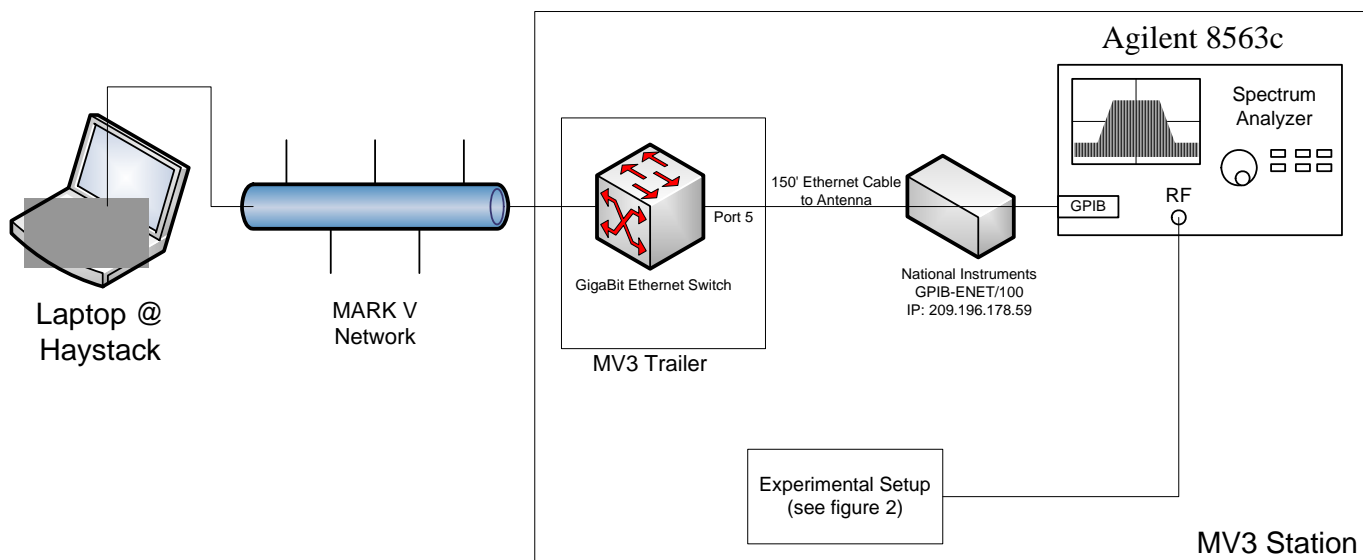 Agilent 8563c
Spectrum
Analyzer
RF
GPIB
150' Ethernet Cable
to Antenna
Port 5
GigaBit Ethernet Switch
National Instruments
GPIB-ENET/100
IP: 209.196.178.59
Laptop @
Haystack
MARK V
Network
MV3 Trailer
Experimental Setup
(see figure 2)
MV3 Station